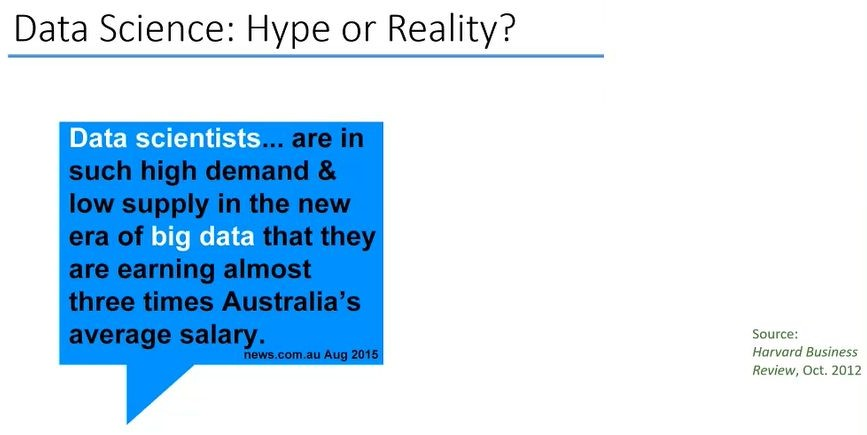 Data Science: Hype or Reality?
Data scientists... are in
such high demand &
low supply in the new
era of big data that they
are earning almost
three times Australia's
average salary.
news.com.au Aug 2015
Source:
Harvard Business
Review, Oct. 2012